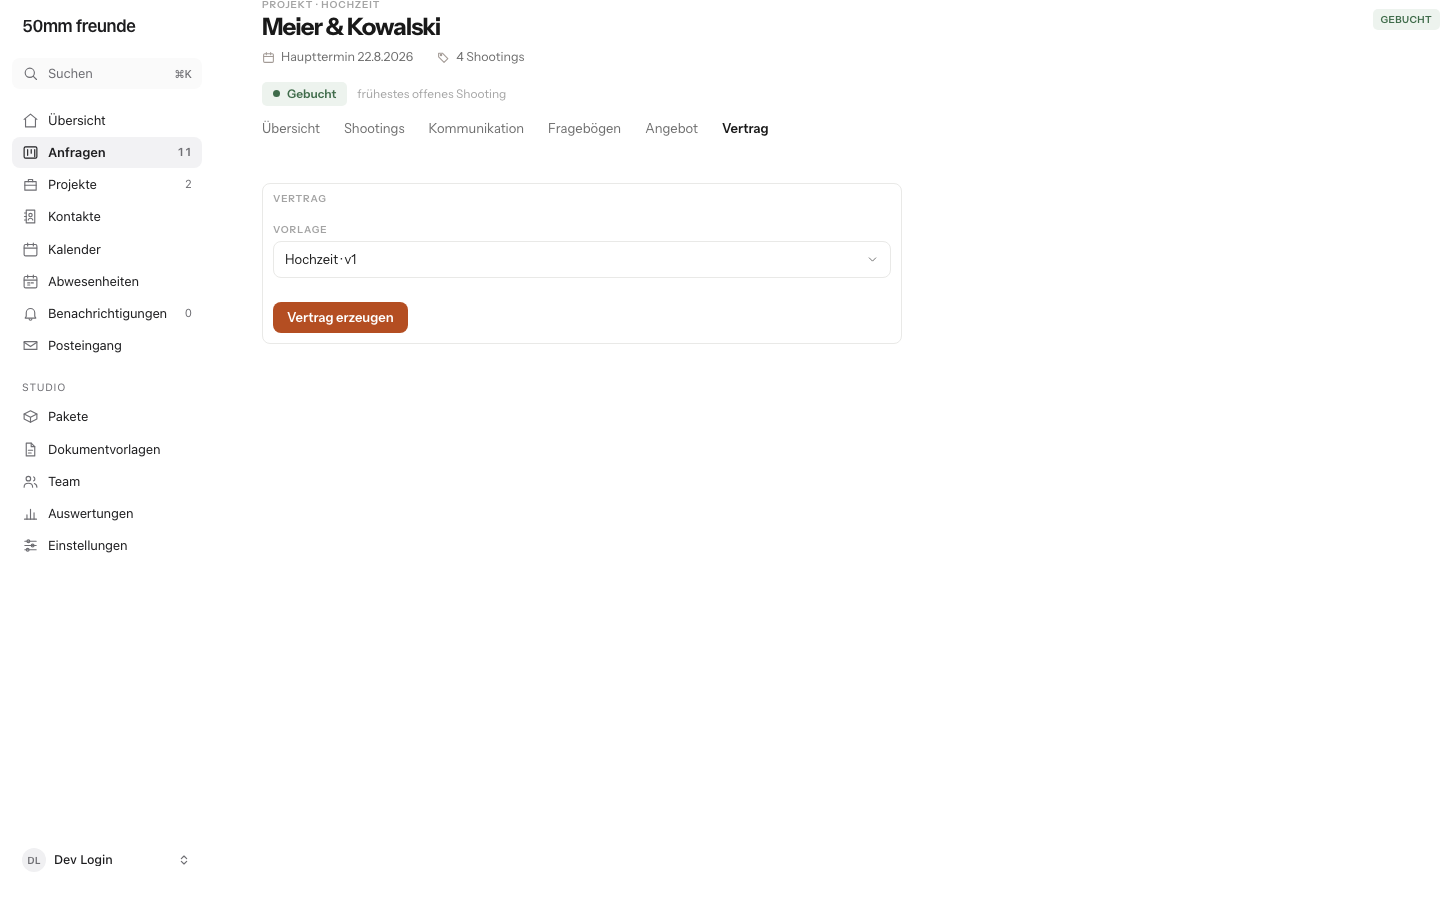 50mm freunde
Suchen ⌘K
Übersicht
Anfragen 11
Projekte 2
Kontakte
Kalender
Abwesenheiten
Benachrichtigungen 0
Posteingang
STUDIO
Pakete
Dokumentvorlagen
Team
Auswertungen
Einstellungen
DL Dev Login
PROJEKT · HOCHZEIT
Meier & Kowalski
GEBUCHT
Haupttermin 22.8.2026 4 Shootings
Gebucht frühestes offenes Shooting
Übersicht Shootings Kommunikation Fragebögen Angebot Vertrag
VERTRAG
VORLAGE
Hochzeit · v1
Vertrag erzeugen